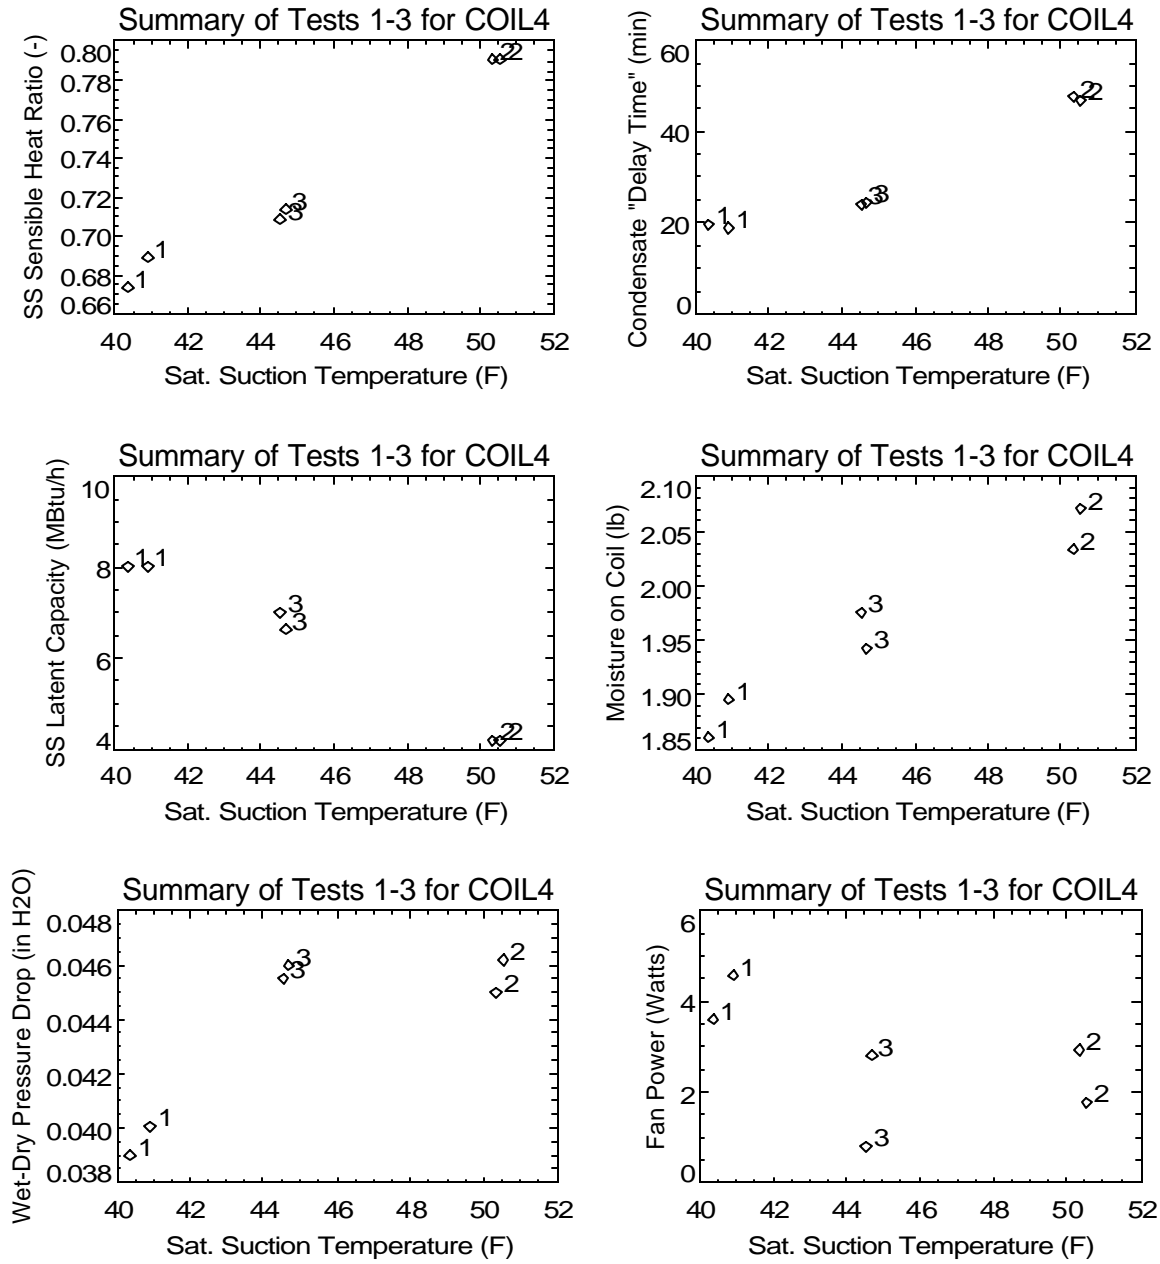 Summary of Tests 1-3 for COIL4
SS Sensible Heat Ratio (-)
0.80
0.78
0.76
0.74
0.72
0.70
0.68
0.66
2 2
3
3
1
1
40 42 44 46 48 50 52
Sat. Suction Temperature (F)
Summary of Tests 1-3 for COIL4
Condensate "Delay Time" (min)
60
40
20
0
2 2
3 3
1 1
40 42 44 46 48 50 52
Sat. Suction Temperature (F)
Summary of Tests 1-3 for COIL4
SS Latent Capacity (MBtu/h)
10
8
6
4
1 1
3
3
2 2
40 42 44 46 48 50 52
Sat. Suction Temperature (F)
Summary of Tests 1-3 for COIL4
Moisture on Coil (lb)
2.10
2.05
2.00
1.95
1.90
1.85
2
2
3
3
1
1
40 42 44 46 48 50 52
Sat. Suction Temperature (F)
Summary of Tests 1-3 for COIL4
Wet-Dry Pressure Drop (in H2O)
0.048
0.046
0.044
0.042
0.040
0.038
3
3
2
2
1
1
40 42 44 46 48 50 52
Sat. Suction Temperature (F)
Summary of Tests 1-3 for COIL4
Fan Power (Watts)
6
4
2
0
1
1
3
3
2
2
40 42 44 46 48 50 52
Sat. Suction Temperature (F)